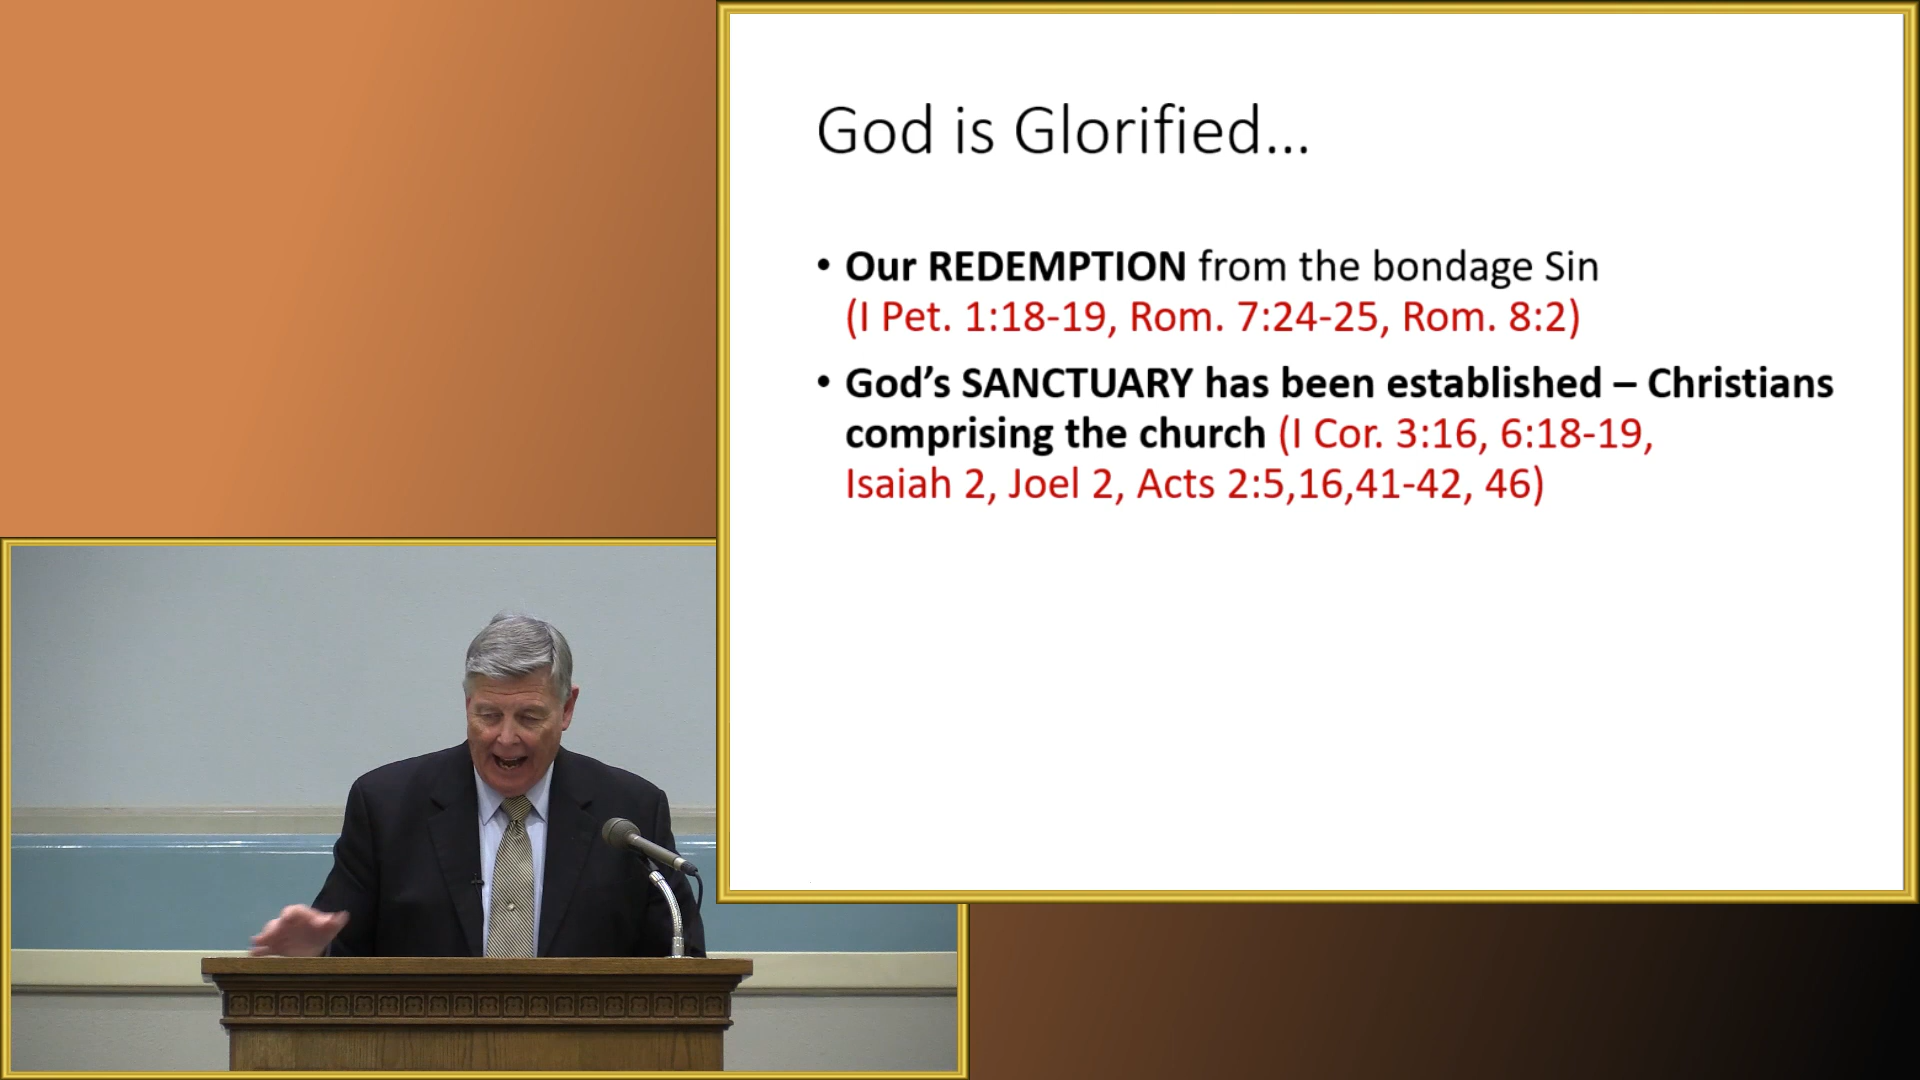 God is Glorified...
• Our REDEMPTION from the bondage Sin
(I Pet. 1:18-19, Rom. 7:24-25, Rom. 8:2)
• God’s SANCTUARY has been established – Christians
comprising the church (I Cor. 3:16, 6:18-19,
Isaiah 2, Joel 2, Acts 2:5,16,41-42, 46)